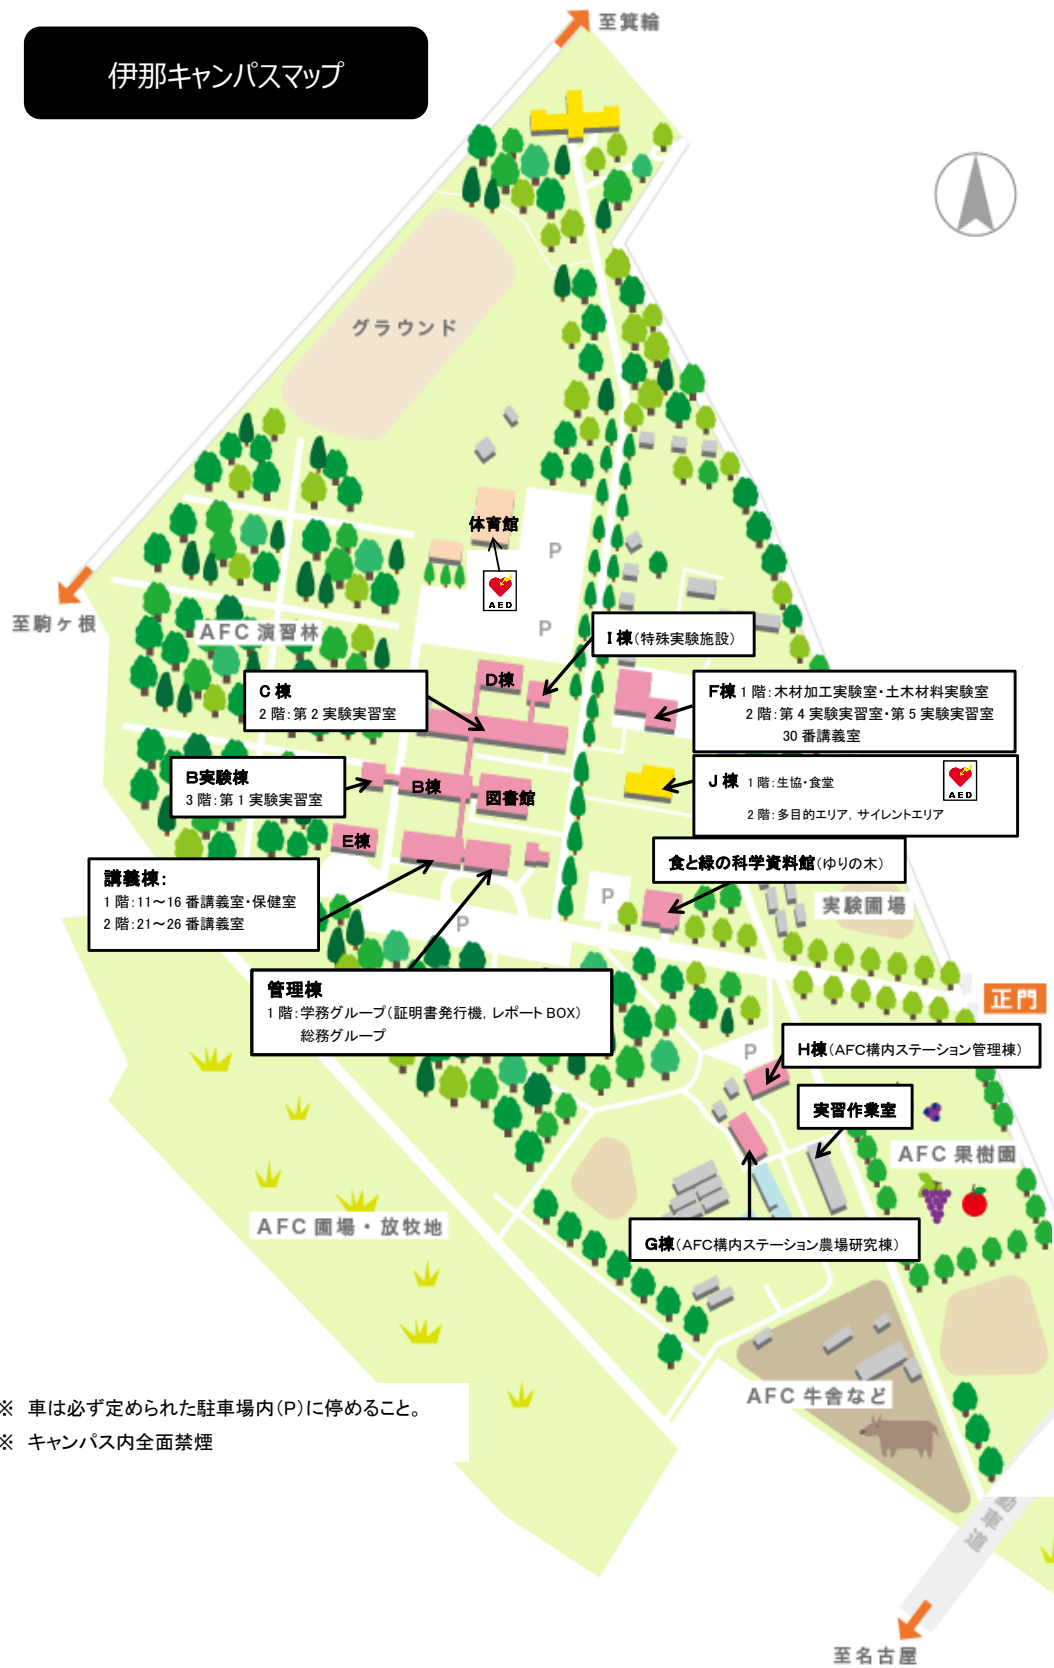 至箕輪
伊那キャンパスマップ
グラウンド
体育館
P
AED
至駒ヶ根
AFC 演習林
P
I 棟(特殊実験施設)
C 棟
2 階:第 2 実験実習室
D棟
F棟 1 階:木材加工実験室・土木材料実験室
2 階:第 4 実験実習室・第 5 実験実習室
30 番講義室
B実験棟
3 階:第 1 実験実習室
B棟
図書館
J 棟 1 階:生協・食堂
AED
2 階:多目的エリア, サイレントエリア
E棟
食と緑の科学資料館(ゆりの木)
講義棟:
1 階:11～16 番講義室・保健室
2 階:21～26 番講義室
P
P
実験圃場
管理棟
1 階:学務グループ(証明書発行機, レポート BOX)
総務グループ
正門
P
H棟(AFC構内ステーション管理棟)
実習作業室
AFC 果樹園
AFC 圃場・放牧地
G棟(AFC構内ステーション農場研究棟)
AFC 牛舎など
※ 車は必ず定められた駐車場内(P)に停めること。
※ キャンパス内全面禁煙
動車道
至名古屋